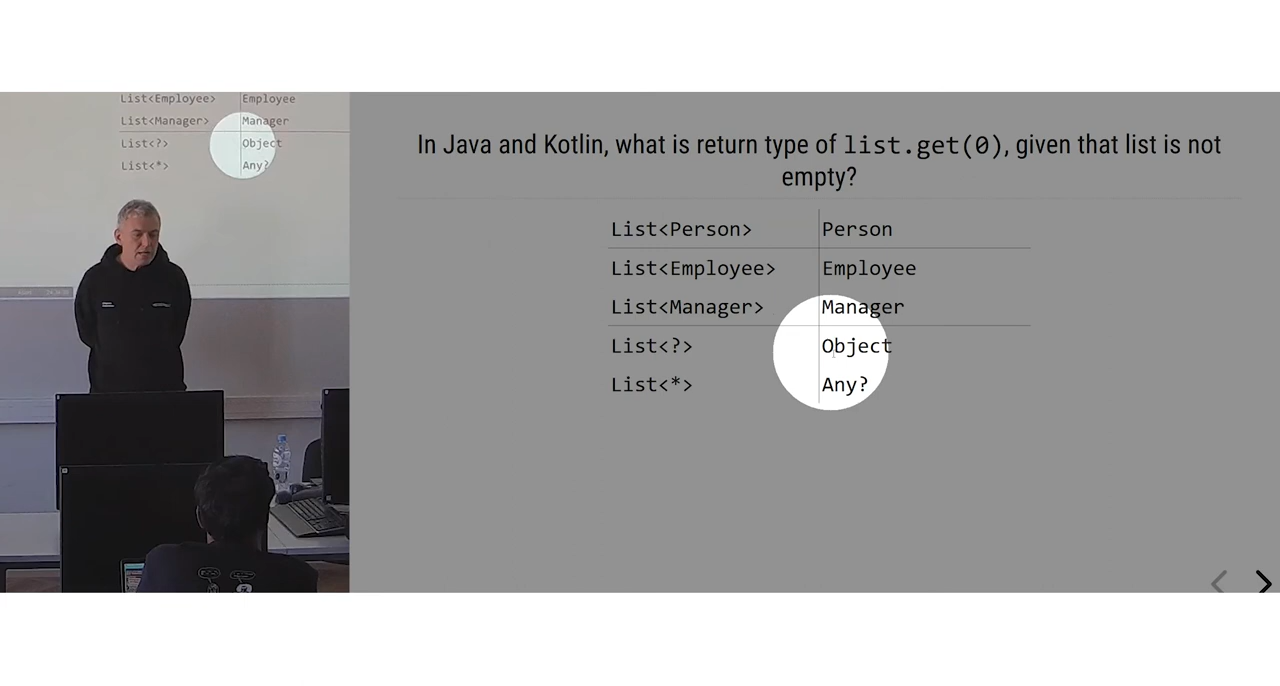 List<Employee> Employee
List<Manager> Manager
List<?> Object
List<*> Any?
In Java and Kotlin, what is return type of list.get(0), given that list is not
empty?
List<Person> Person
List<Employee> Employee
List<Manager> Manager
List<?> Object
List<*> Any?